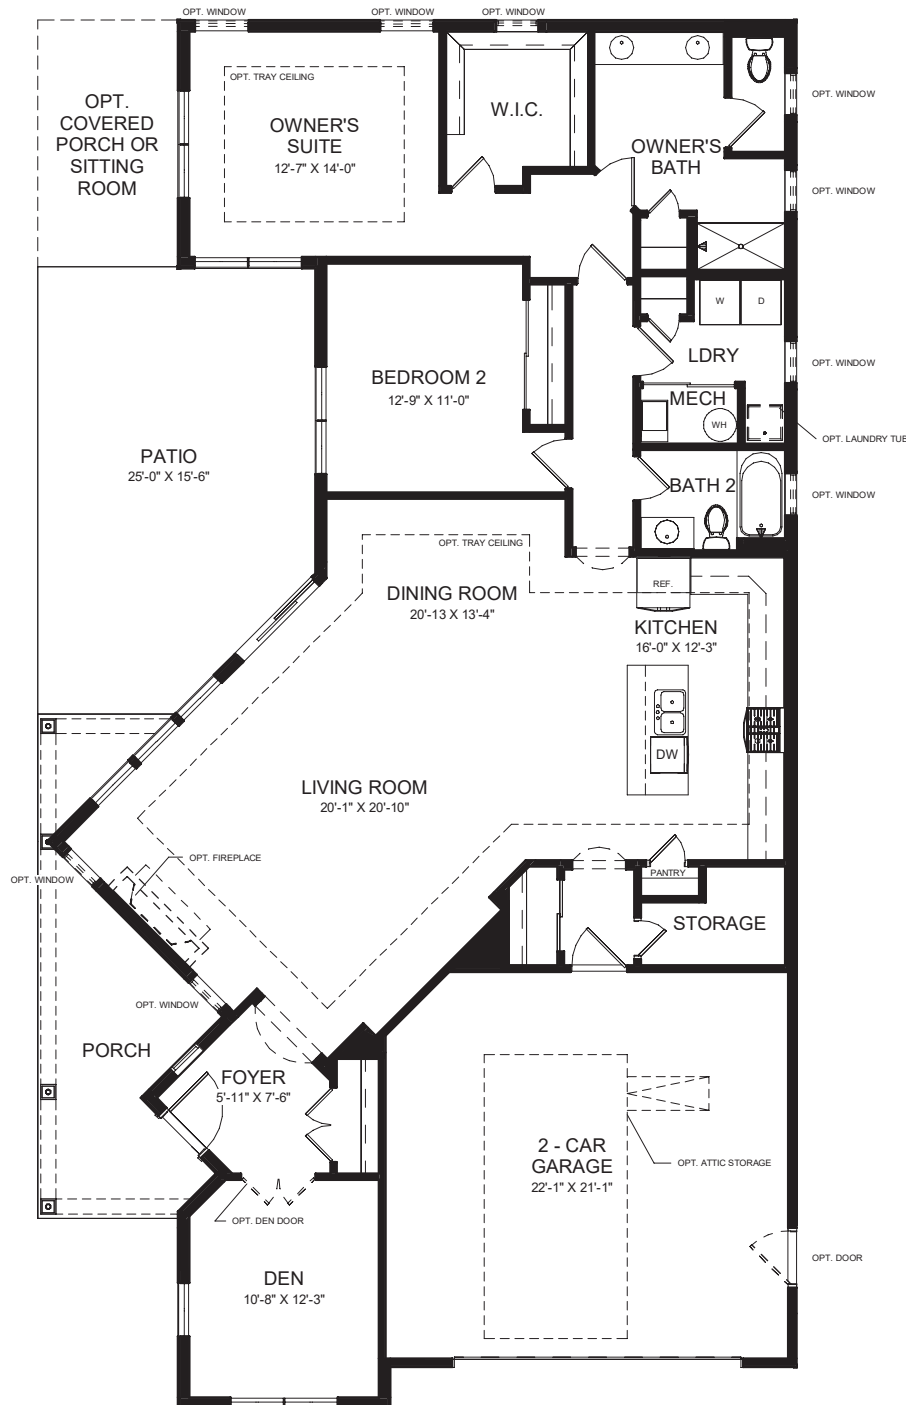 OPT. WINDOW
OPT. WINDOW
OPT. WINDOW
OPT. TRAY CEILING
OPT.
COVERED
PORCH OR
SITTING
ROOM
OWNER'S
SUITE
12'-7" X 14'-0"
W.I.C.
OWNER'S
BATH
OPT. WINDOW
OPT. WINDOW
W
D
LDRY
OPT. WINDOW
BEDROOM 2
12'-9" X 11'-0"
MECH
WH
OPT. LAUNDRY TUB
PATIO
25'-0" X 15'-6"
BATH 2
OPT. WINDOW
OPT. TRAY CEILING
DINING ROOM
20'-13 X 13'-4"
REF.
KITCHEN
16'-0" X 12'-3"
DW
LIVING ROOM
20'-1" X 20'-10"
OPT. FIREPLACE
OPT. WINDOW
PANTRY
STORAGE
OPT. WINDOW
PORCH
FOYER
5'-11" X 7'-6"
2 - CAR
GARAGE
22'-1" X 21'-1"
OPT. ATTIC STORAGE
OPT. DEN DOOR
OPT. DOOR
DEN
10'-8" X 12'-3"